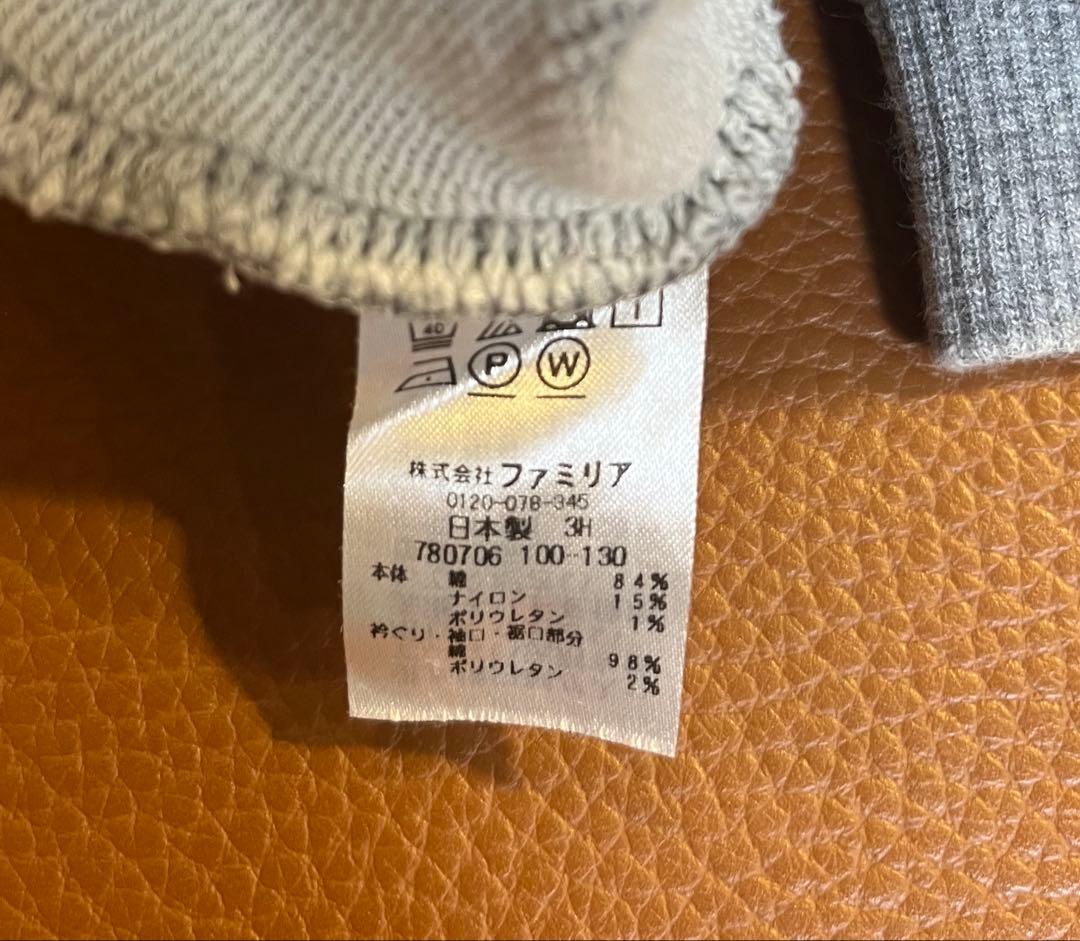 40
P W
株式会社 ファミリア
0120-078-345
日本製 3H
780706 100-130
本体 綿 84%
ナイロン 15%
ポリウレタン 1%
衿ぐり・袖口・裾口部分
綿 98%
ポリウレタン 2%